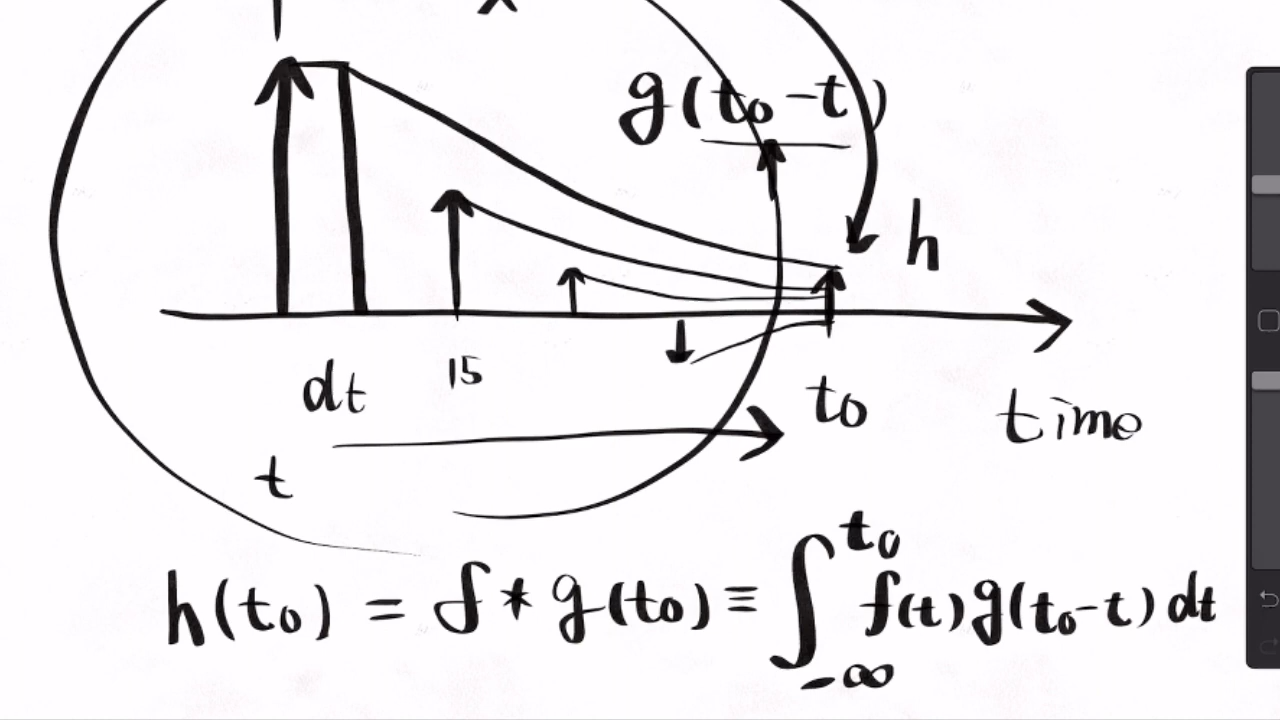 g(t₀-t)
h
dt
15
t₀
time
t
h(t₀) = f * g(t₀) ≡ ∫_{-∞}^{t₀} f(t)g(t₀-t) dt